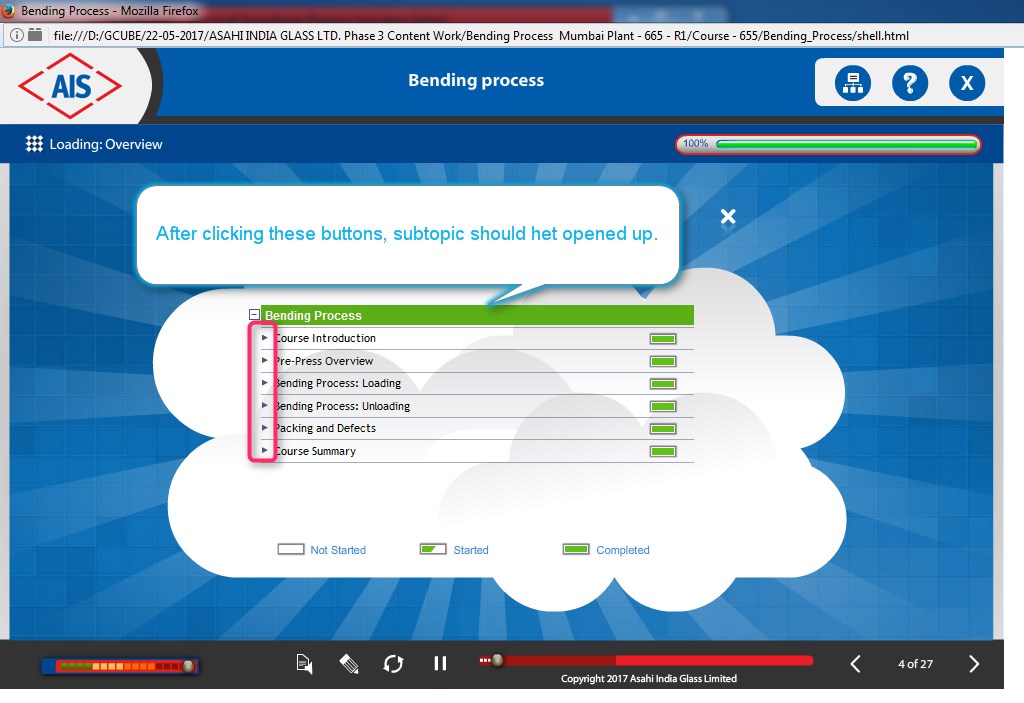 Bending Process - Mozilla Firefox
file:///D:/GCUBE/22-05-2017/ASAHI INDIA GLASS LTD. Phase 3 Content Work/Bending Process  Mumbai Plant - 665 - R1/Course - 655/Bending_Process/shell.html
AIS
Bending process
?
X
Loading: Overview
100%
After clicking these buttons, subtopic should het opened up.
Bending Process
Course Introduction
Pre-Press Overview
Bending Process: Loading
Bending Process: Unloading
Packing and Defects
Course Summary
Not Started
Started
Completed
4 of 27
Copyright 2017 Asahi India Glass Limited